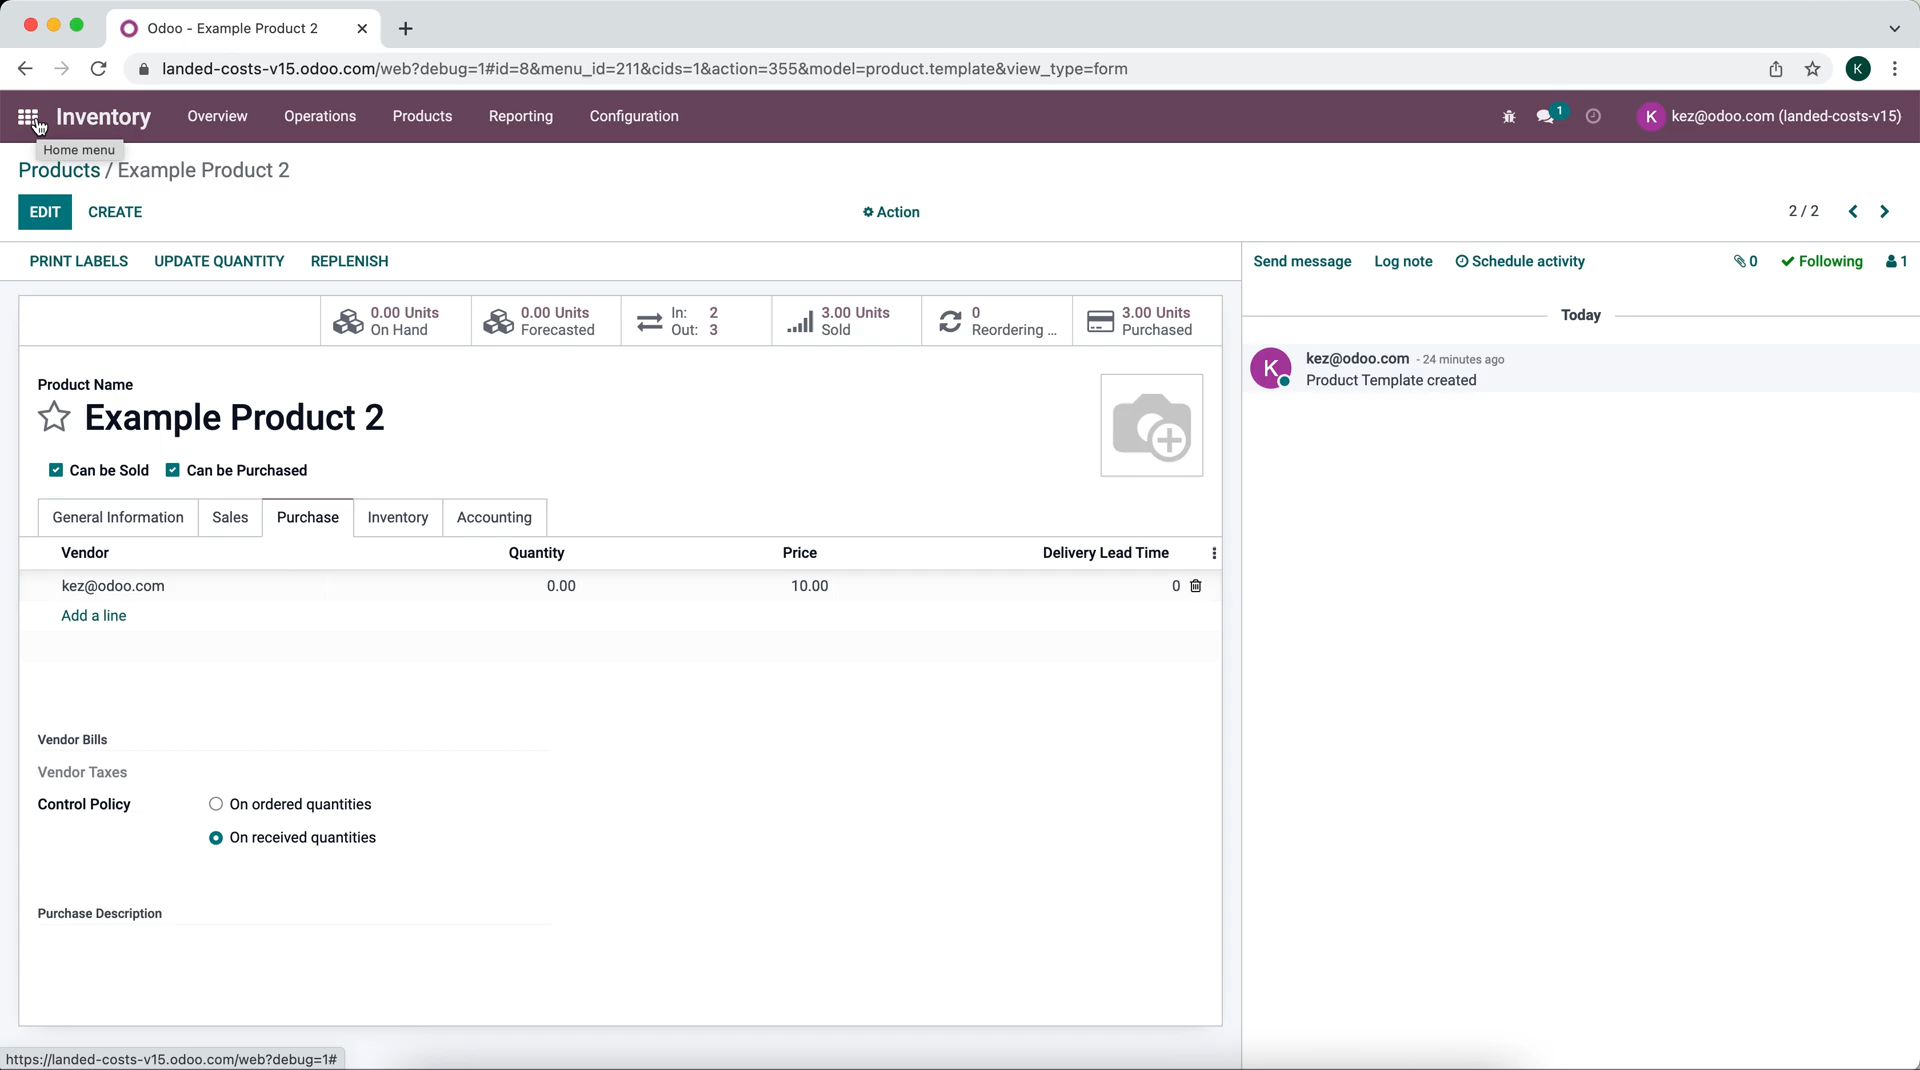 Odoo - Example Product 2
landed-costs-v15.odoo.com/web?debug=1#id=8&menu_id=211&cids=1&action=355&model=product.template&view_type=form
K
Inventory
Overview
Operations
Products
Reporting
Configuration
1
K
kez@odoo.com (landed-costs-v15)
Home menu
Products / Example Product 2
EDIT
CREATE
Action
2 / 2
PRINT LABELS
UPDATE QUANTITY
REPLENISH
Send message
Log note
Schedule activity
0
Following
1
0.00 Units
On Hand
0.00 Units
Forecasted
In: 2
Out: 3
3.00 Units
Sold
0
Reordering ...
3.00 Units
Purchased
Today
K
kez@odoo.com - 24 minutes ago
Product Template created
Product Name
Example Product 2
Can be Sold
Can be Purchased
General Information
Sales
Purchase
Inventory
Accounting
Vendor Quantity Price Delivery Lead Time
kez@odoo.com 0.00 10.00 0
Add a line
Vendor Bills
Vendor Taxes
Control Policy
On ordered quantities
On received quantities
Purchase Description
https://landed-costs-v15.odoo.com/web?debug=1#